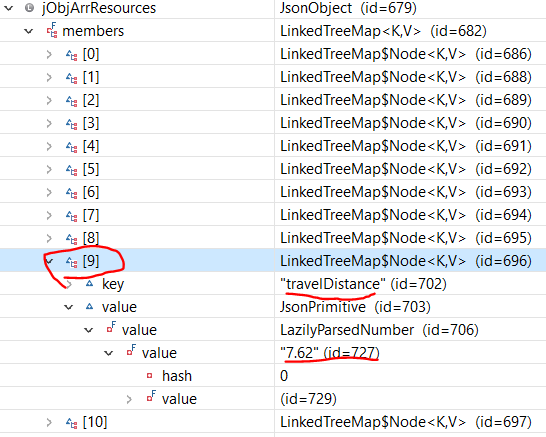 jObjArrResources JsonObject (id=679)
members LinkedTreeMap<K,V> (id=682)
[0] LinkedTreeMap$Node<K,V> (id=686)
[1] LinkedTreeMap$Node<K,V> (id=688)
[2] LinkedTreeMap$Node<K,V> (id=689)
[3] LinkedTreeMap$Node<K,V> (id=690)
[4] LinkedTreeMap$Node<K,V> (id=691)
[5] LinkedTreeMap$Node<K,V> (id=692)
[6] LinkedTreeMap$Node<K,V> (id=693)
[7] LinkedTreeMap$Node<K,V> (id=694)
[8] LinkedTreeMap$Node<K,V> (id=695)
[9] LinkedTreeMap$Node<K,V> (id=696)
key "travelDistance" (id=702)
value JsonPrimitive (id=703)
value LazilyParsedNumber (id=706)
value "7.62" (id=727)
hash 0
value (id=729)
[10] LinkedTreeMap$Node<K,V> (id=697)